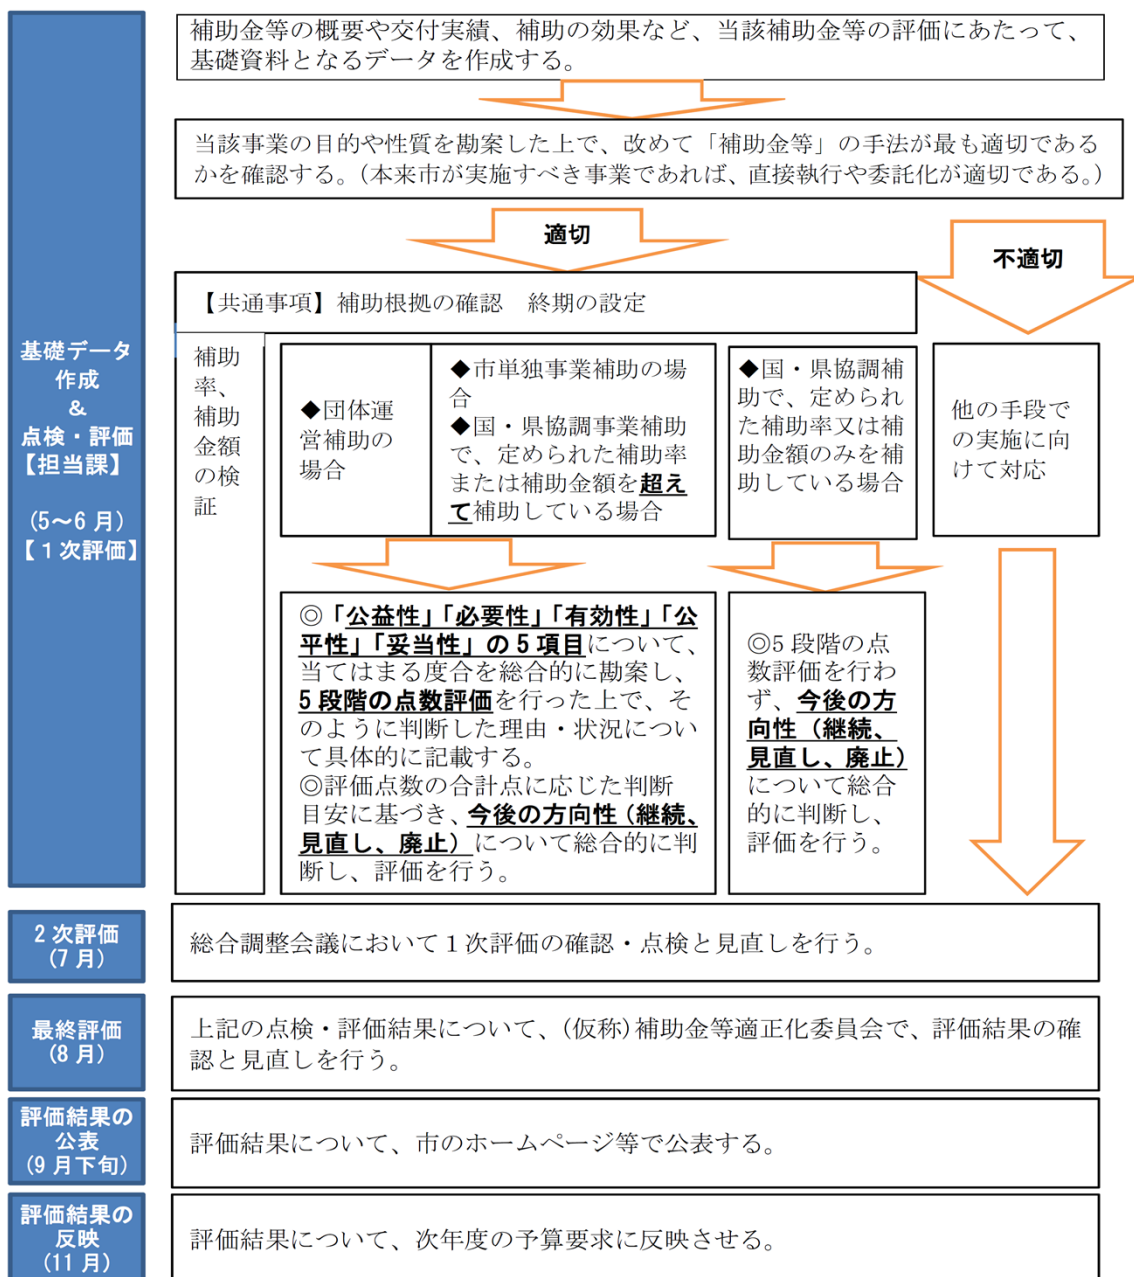 補助金等の概要や交付実績、補助の効果など、当該補助金等の評価にあたって、
基礎資料となるデータを作成する。
当該事業の目的や性質を勘案した上で、改めて「補助金等」の手法が最も適切である
かを確認する。（本来市が実施すべき事業であれば、直接執行や委託化が適切である。）
適切
不適切
【共通事項】補助根拠の確認　終期の設定
基礎データ
作成
&
点検・評価
【担当課】
(5～6 月)
【１次評価】
補助
率、
補助
金額
の検
証
◆団体運
営補助の
場合
◆市単独事業補助の場
合
◆国・県協調事業補助
で、定められた補助率
または補助金額を超え
て補助している場合
◆国・県協調補
助で、定められ
た補助率又は補
助金額のみを補
助している場合
他の手段で
の実施に向
けて対応
◎「公益性」「必要性」「有効性」「公
平性」「妥当性」の 5 項目について、
当てはまる度合を総合的に勘案し、
5 段階の点数評価を行った上で、そ
のように判断した理由・状況につい
て具体的に記載する。
◎評価点数の合計点に応じた判断
目安に基づき、今後の方向性（継続、
見直し、廃止）について総合的に判
断し、評価を行う。
◎5 段階の点
数評価を行わ
ず、今後の方
向性（継続、
見直し、廃止）
について総合
的に判断し、
評価を行う。
2 次評価
(7 月)
総合調整会議において１次評価の確認・点検と見直しを行う。
最終評価
(8 月)
上記の点検・評価結果について、(仮称)補助金等適正化委員会で、評価結果の確
認と見直しを行う。
評価結果の
公表
(9 月下旬)
評価結果について、市のホームページ等で公表する。
評価結果の
反映
(11 月)
評価結果について、次年度の予算要求に反映させる。